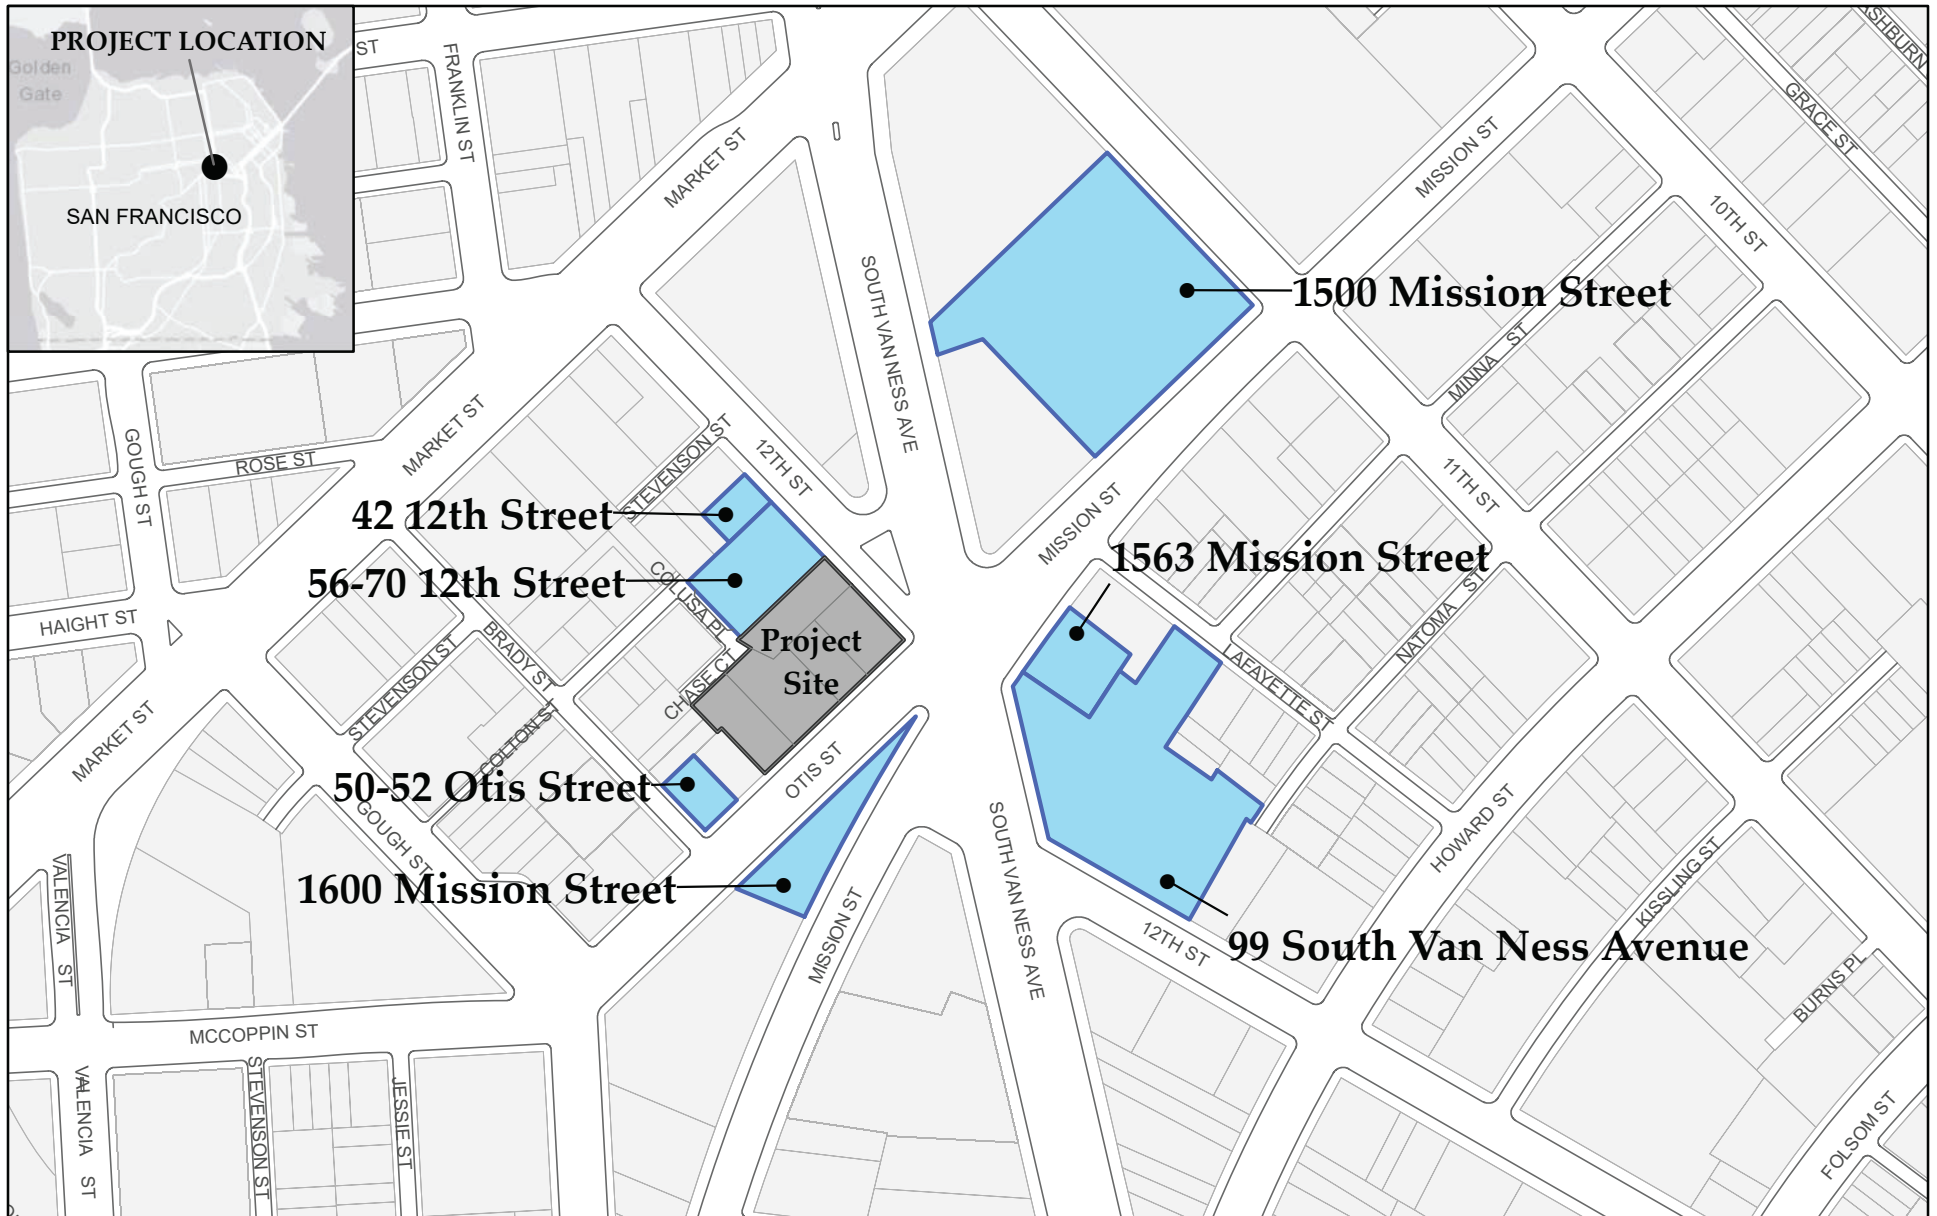 PROJECT LOCATION
Golden
Gate
SAN FRANCISCO
ST
FRANKLIN ST
MARKET ST
SOUTH VAN NESS AVE
MISSION ST
GRACE ST
10TH ST
1500 Mission Street
MINNA ST
GOUGH ST
ROSE ST
MARKET ST
STEVENSON ST
12TH ST
11TH ST
42 12th Street
MISSION ST
1563 Mission Street
56-70 12th Street
COLUSA PL
NATOMA ST
HAIGHT ST
BRADY ST
STEVENSON ST
CHASE CT
Project
Site
LAFAYETTE ST
MARKET ST
COLTON ST
50-52 Otis Street
OTIS ST
GOUGH ST
SOUTH VAN NESS AVE
HOWARD ST
KISSLING ST
VALENCIA ST
1600 Mission Street
MISSION ST
12TH ST
99 South Van Ness Avenue
BURNS PL
MCCOPPIN ST
VALENCIA ST
STEVENSON ST
JESSIE ST
FOLSOM ST